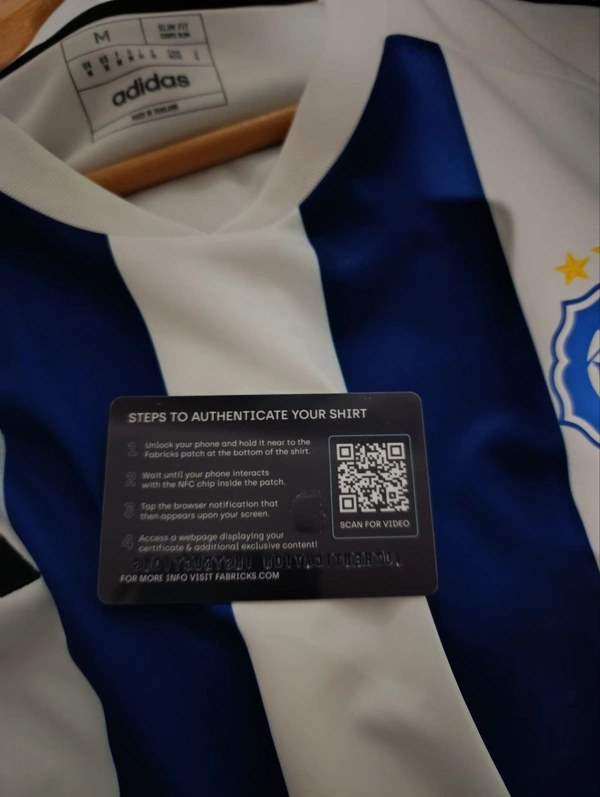 M
SLIM FIT
adidas
MADE IN THAILAND
STEPS TO AUTHENTICATE YOUR SHIRT
1 Unlock your phone and hold it near to the
Fabricks patch at the bottom of the shirt.
2 Wait until your phone interacts
with the NFC chip inside the patch.
3 Tap the browser notification that
then appears upon your screen.
4 Access a webpage displaying your
certificate & additional exclusive content!
SCAN FOR VIDEO
FOR MORE INFO VISIT FABRICKS.COM